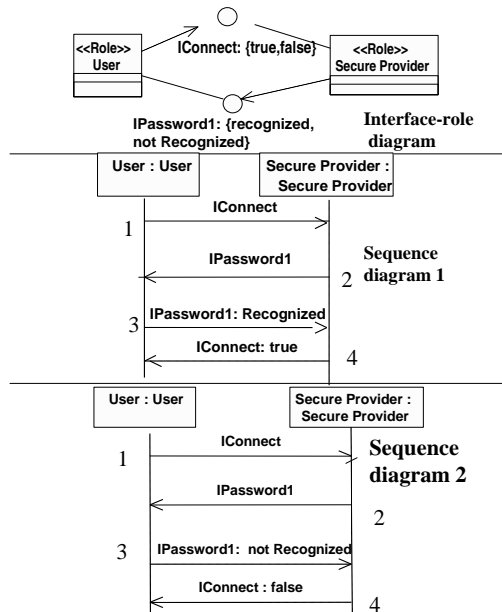 <<Role>>
User
IConnect: {true,false}
<<Role>>
Secure Provider
IPassword1: {recognized,
not Recognized}
Interface-role
diagram
User : User
Secure Provider :
Secure Provider
IConnect
1
IPassword1
2
Sequence
diagram 1
IPassword1: Recognized
3
IConnect: true
4
User : User
Secure Provider :
Secure Provider
IConnect
1
Sequence
diagram 2
IPassword1
2
3
IPassword1: not Recognized
IConnect : false
4